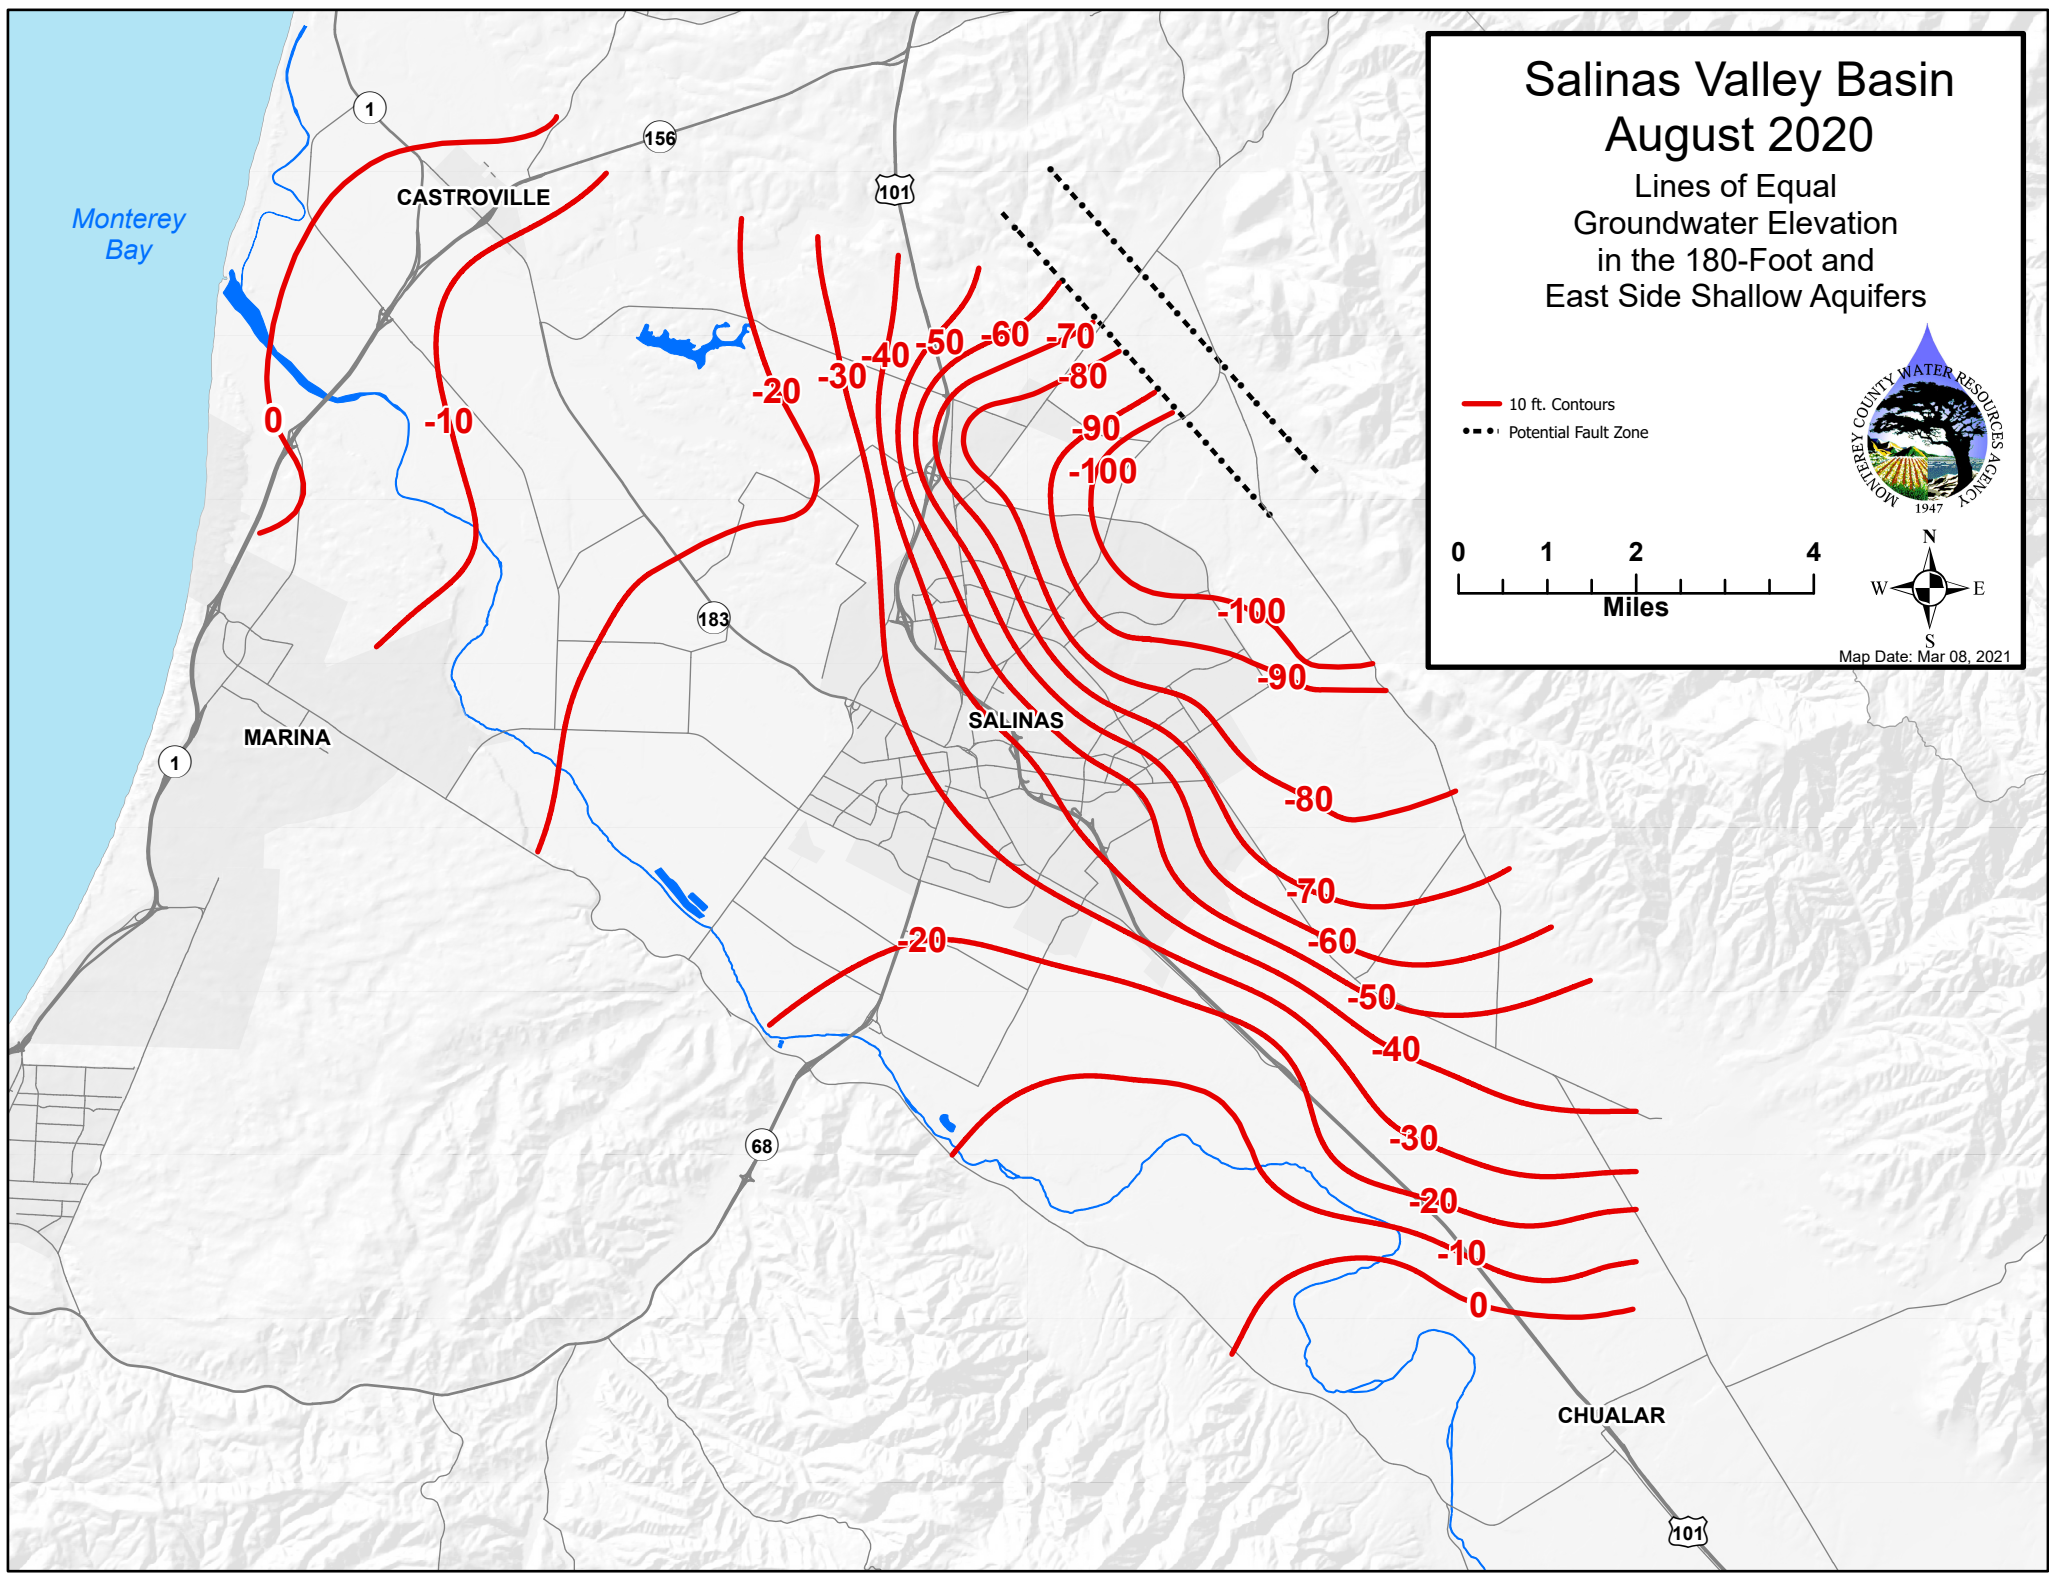 Salinas Valley Basin
August 2020
Lines of Equal
Groundwater Elevation
in the 180-Foot and
East Side Shallow Aquifers
10 ft. Contours
Potential Fault Zone
MONTEREY COUNTY WATER RESOURCES AGENCY
1947
0 1 2 4
Miles
N
W E
S
Map Date: Mar 08, 2021
1
156
101
CASTROVILLE
Monterey
Bay
0
-10
-20
-30
-40
-50
-60
-70
-80
-90
-100
-100
-90
183
SALINAS
MARINA
1
-80
-70
-60
-50
-40
-30
-20
-20
-10
0
68
CHUALAR
101